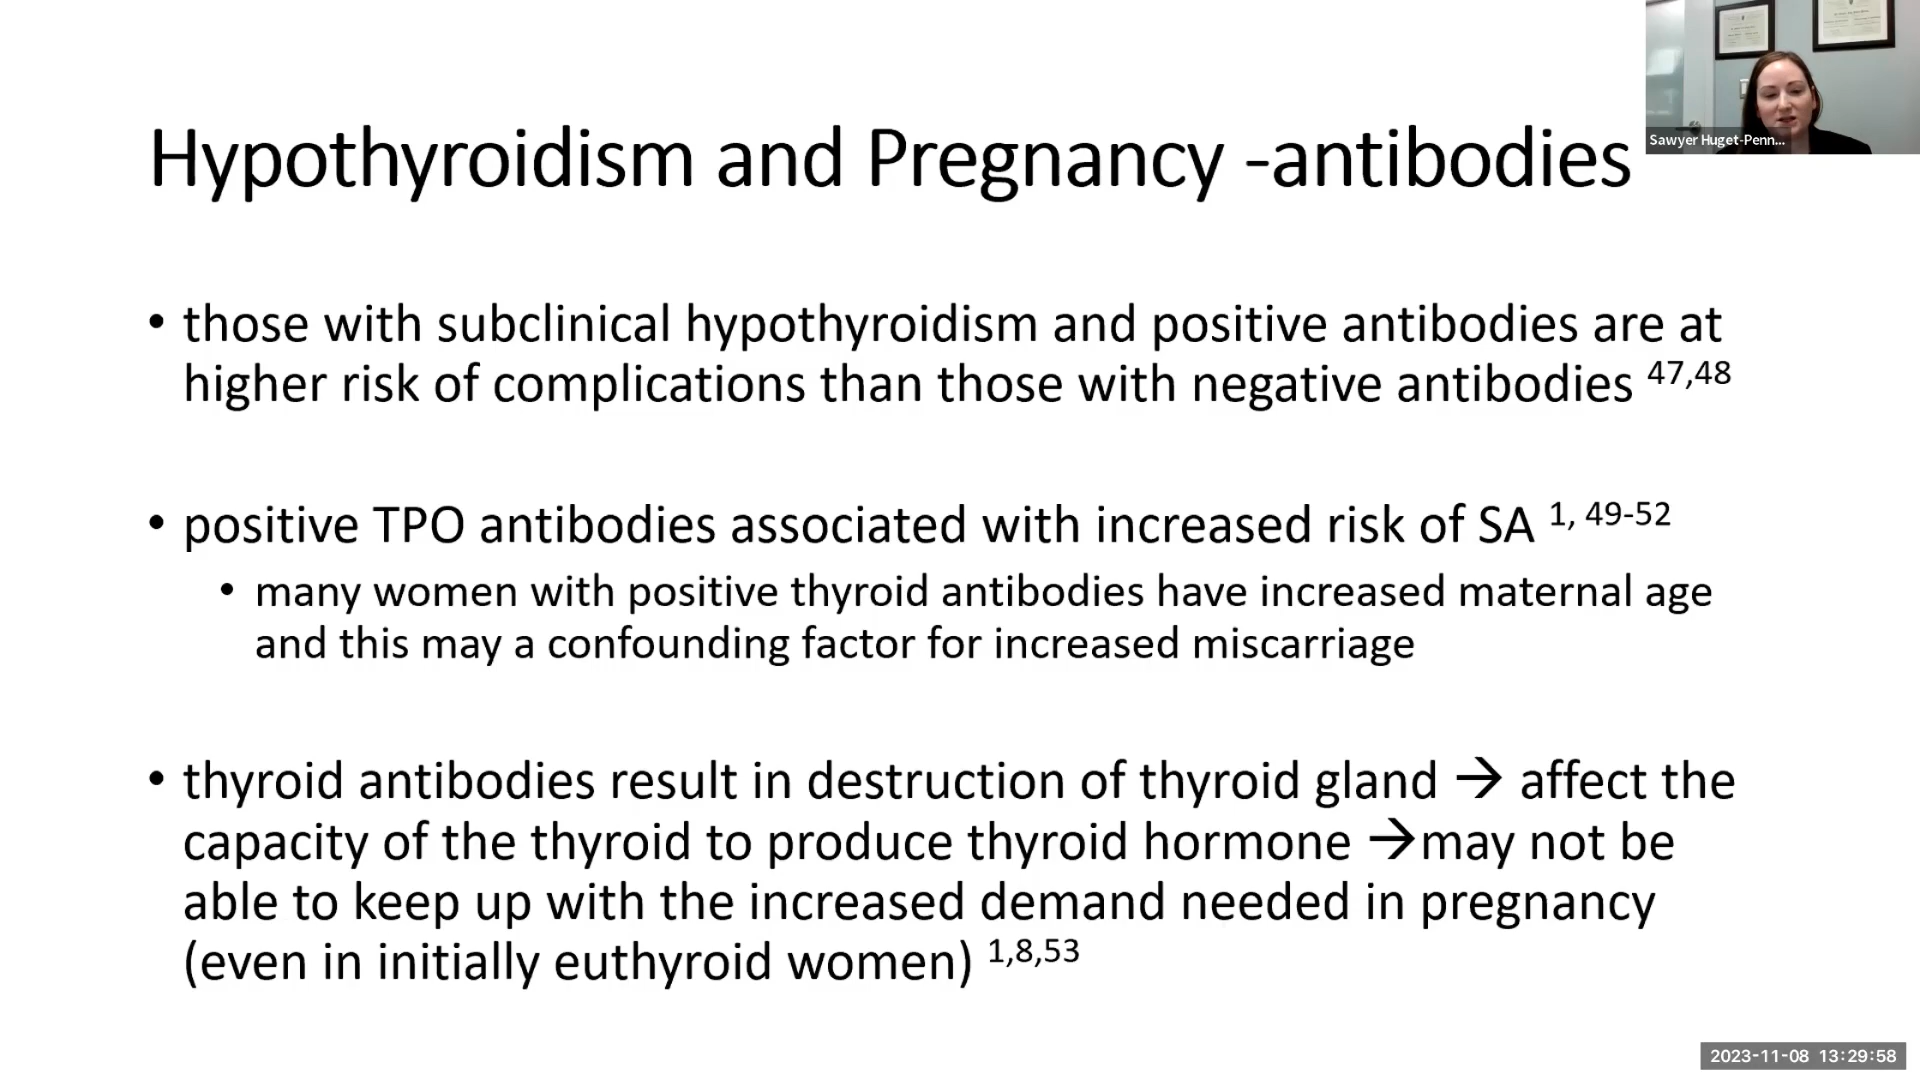 Sawyer Huget-Penn...
Hypothyroidism and Pregnancy -antibodies
• those with subclinical hypothyroidism and positive antibodies are at
higher risk of complications than those with negative antibodies 47,48
• positive TPO antibodies associated with increased risk of SA 1, 49-52
• many women with positive thyroid antibodies have increased maternal age
and this may a confounding factor for increased miscarriage
• thyroid antibodies result in destruction of thyroid gland → affect the
capacity of the thyroid to produce thyroid hormone →may not be
able to keep up with the increased demand needed in pregnancy
(even in initially euthyroid women) 1,8,53
2023-11-08 13:29:58